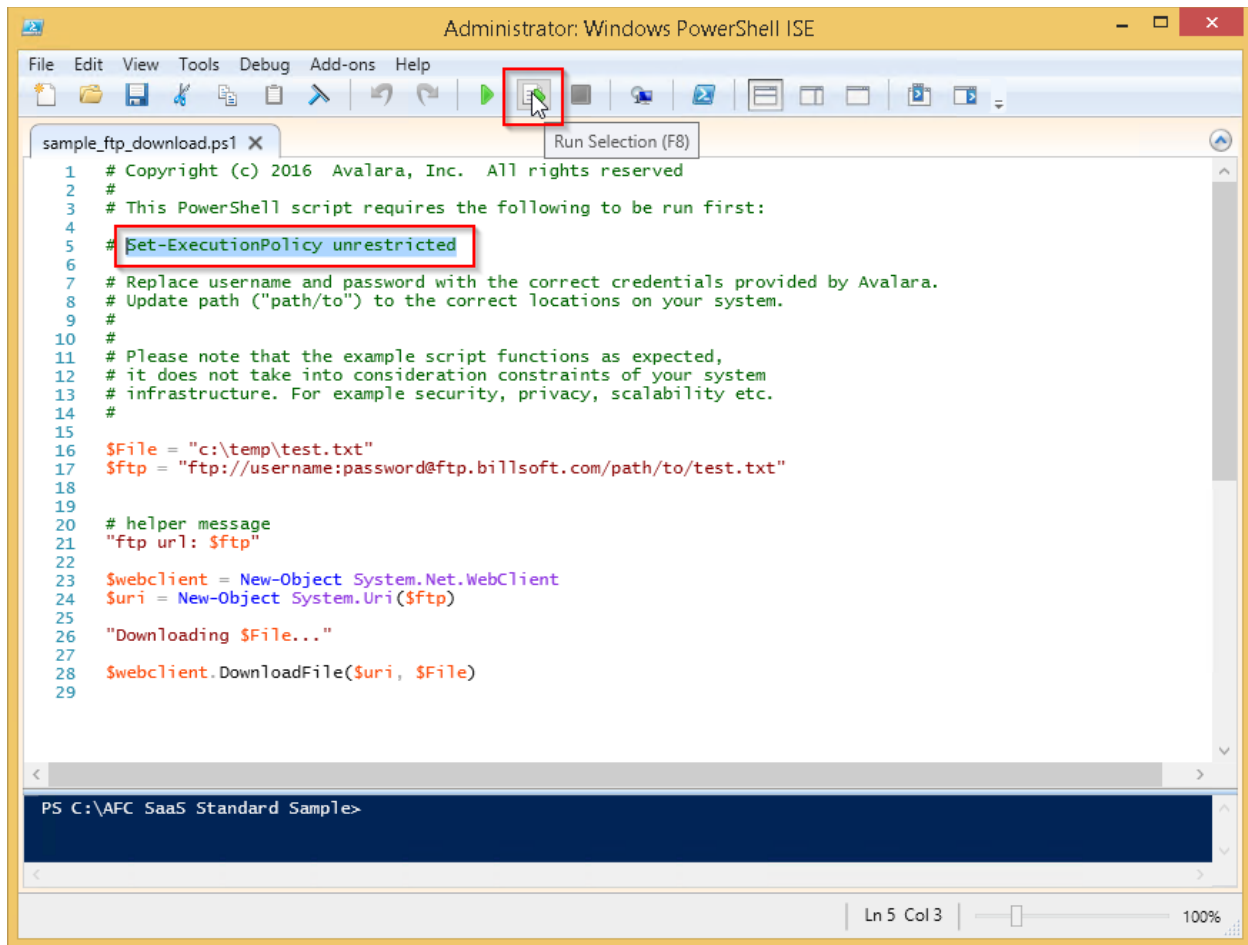 Administrator: Windows PowerShell ISE
File Edit View Tools Debug Add-ons Help
sample_ftp_download.ps1
Run Selection (F8)
1 # Copyright (c) 2016  Avalara, Inc.  All rights reserved
2 #
3 # This PowerShell script requires the following to be run first:
4
5 # Set-ExecutionPolicy unrestricted
6
7 # Replace username and password with the correct credentials provided by Avalara.
8 # Update path ("path/to") to the correct locations on your system.
9 #
10 #
11 # Please note that the example script functions as expected,
12 # it does not take into consideration constraints of your system
13 # infrastructure. For example security, privacy, scalability etc.
14 #
15
16 $File = "c:\temp\test.txt"
17 $ftp = "ftp://username:password@ftp.billsoft.com/path/to/test.txt"
18
19
20 # helper message
21 "ftp url: $ftp"
22
23 $webclient = New-Object System.Net.WebClient
24 $uri = New-Object System.Uri($ftp)
25
26 "Downloading $File..."
27
28 $webclient.DownloadFile($uri, $File)
29
PS C:\AFC SaaS Standard Sample>
Ln 5 Col 3
100%